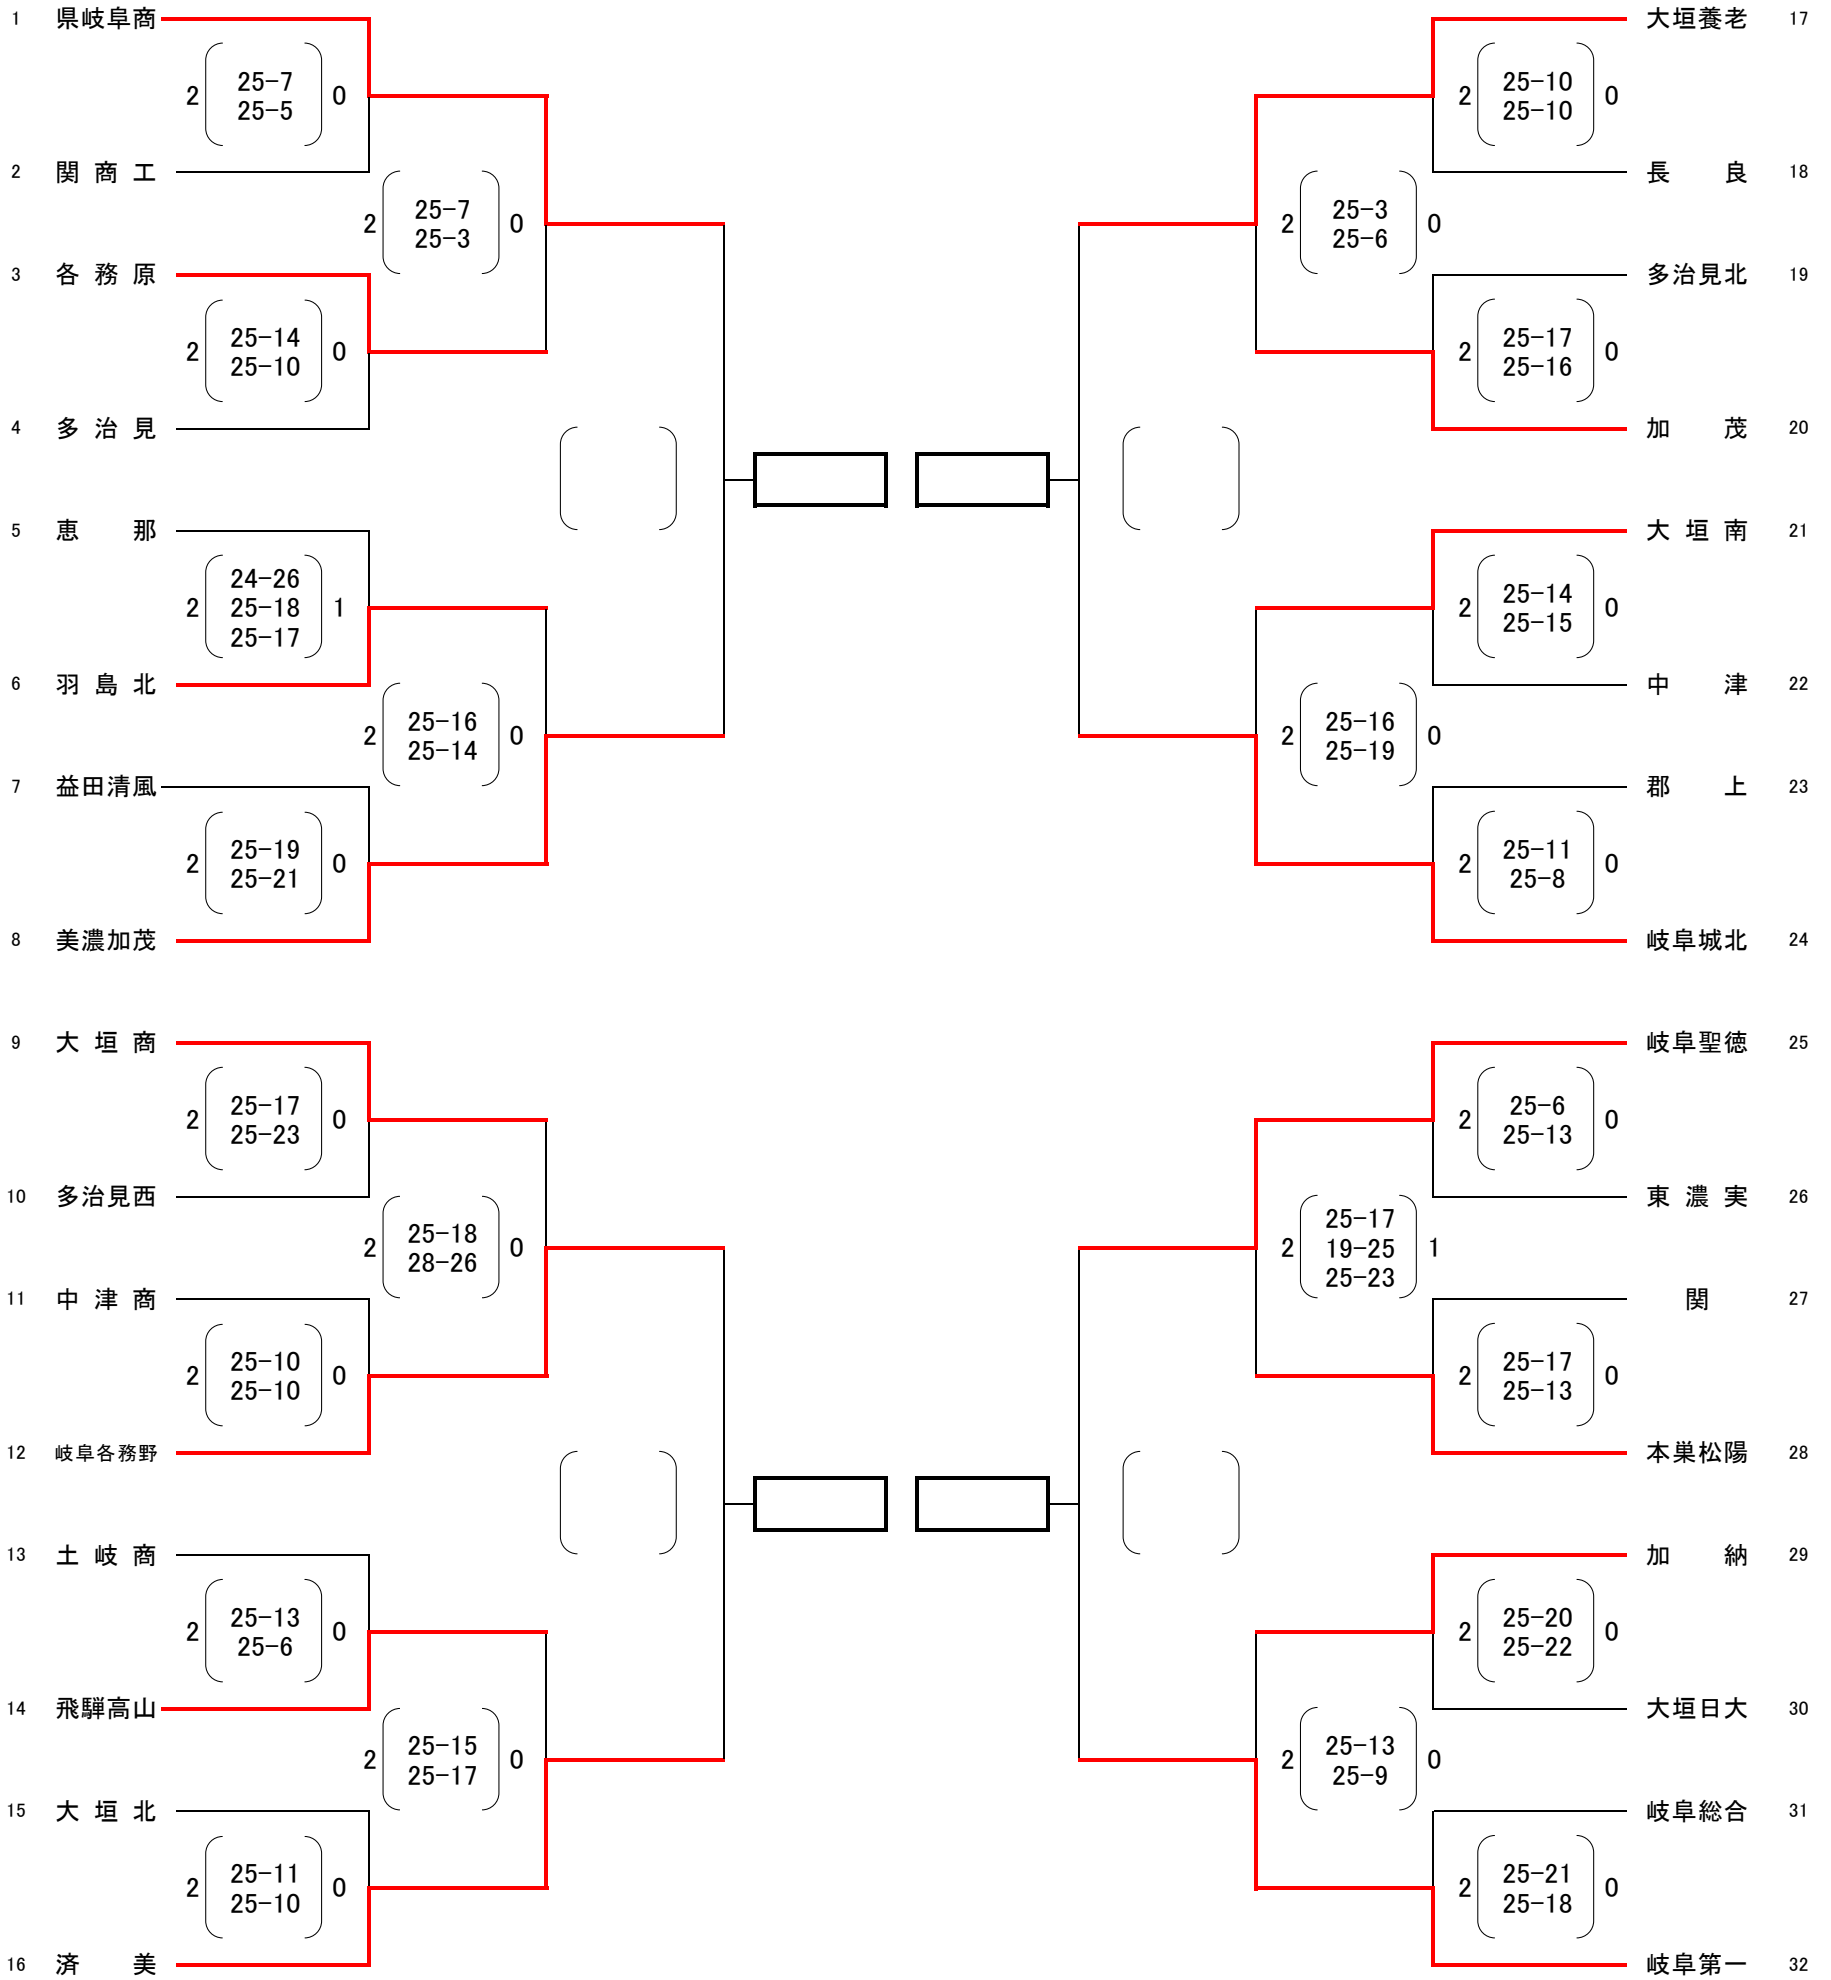 1 県岐阜商
2 25-7 0
25-5
2 関商工
2 25-7 0
25-3
3 各務原
2 25-14 0
25-10
4 多治見
5 恵那
24-26
2 25-18 1
25-17
6 羽島北
2 25-16 0
25-14
7 益田清風
2 25-19 0
25-21
8 美濃加茂
9 大垣商
2 25-17 0
25-23
10 多治見西
2 25-18 0
28-26
11 中津商
2 25-10 0
25-10
12 岐阜各務野
13 土岐商
2 25-13 0
25-6
14 飛騨高山
2 25-15 0
25-17
15 大垣北
2 25-11 0
25-10
16 済美
大垣養老 17
2 25-10 0
25-10
長良 18
2 25-3 0
25-6
多治見北 19
2 25-17 0
25-16
加茂 20
大垣南 21
2 25-14 0
25-15
中津 22
2 25-16 0
25-19
郡上 23
2 25-11 0
25-8
岐阜城北 24
岐阜聖徳 25
2 25-6 0
25-13
東濃実 26
25-17
2 19-25 1
25-23
関 27
2 25-17 0
25-13
本巣松陽 28
加納 29
2 25-20 0
25-22
大垣日大 30
2 25-13 0
25-9
岐阜総合 31
2 25-21 0
25-18
岐阜第一 32